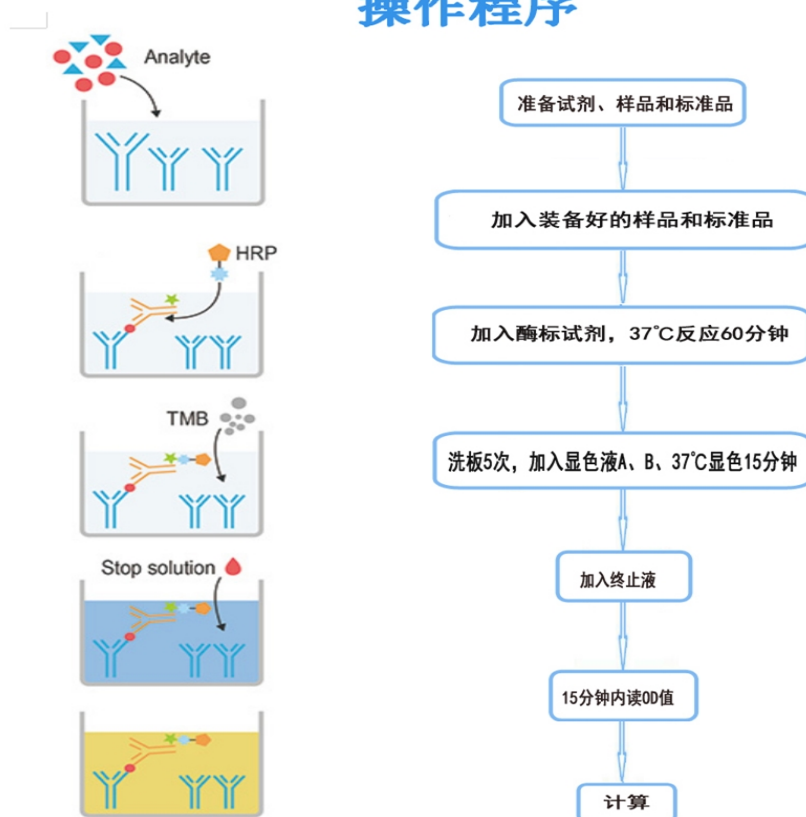 操作程序
Analyte
HRP
TMB
Stop solution
准备试剂、样品和标准品
加入装备好的样品和标准品
加入酶标试剂，37℃反应60分钟
洗板5次，加入显色液A、B、37℃显色15分钟
加入终止液
15分钟内读OD值
计算